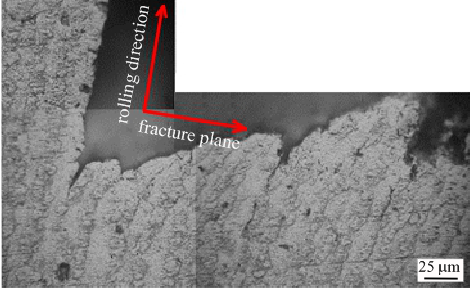 rolling direction
fracture plane
25 μm